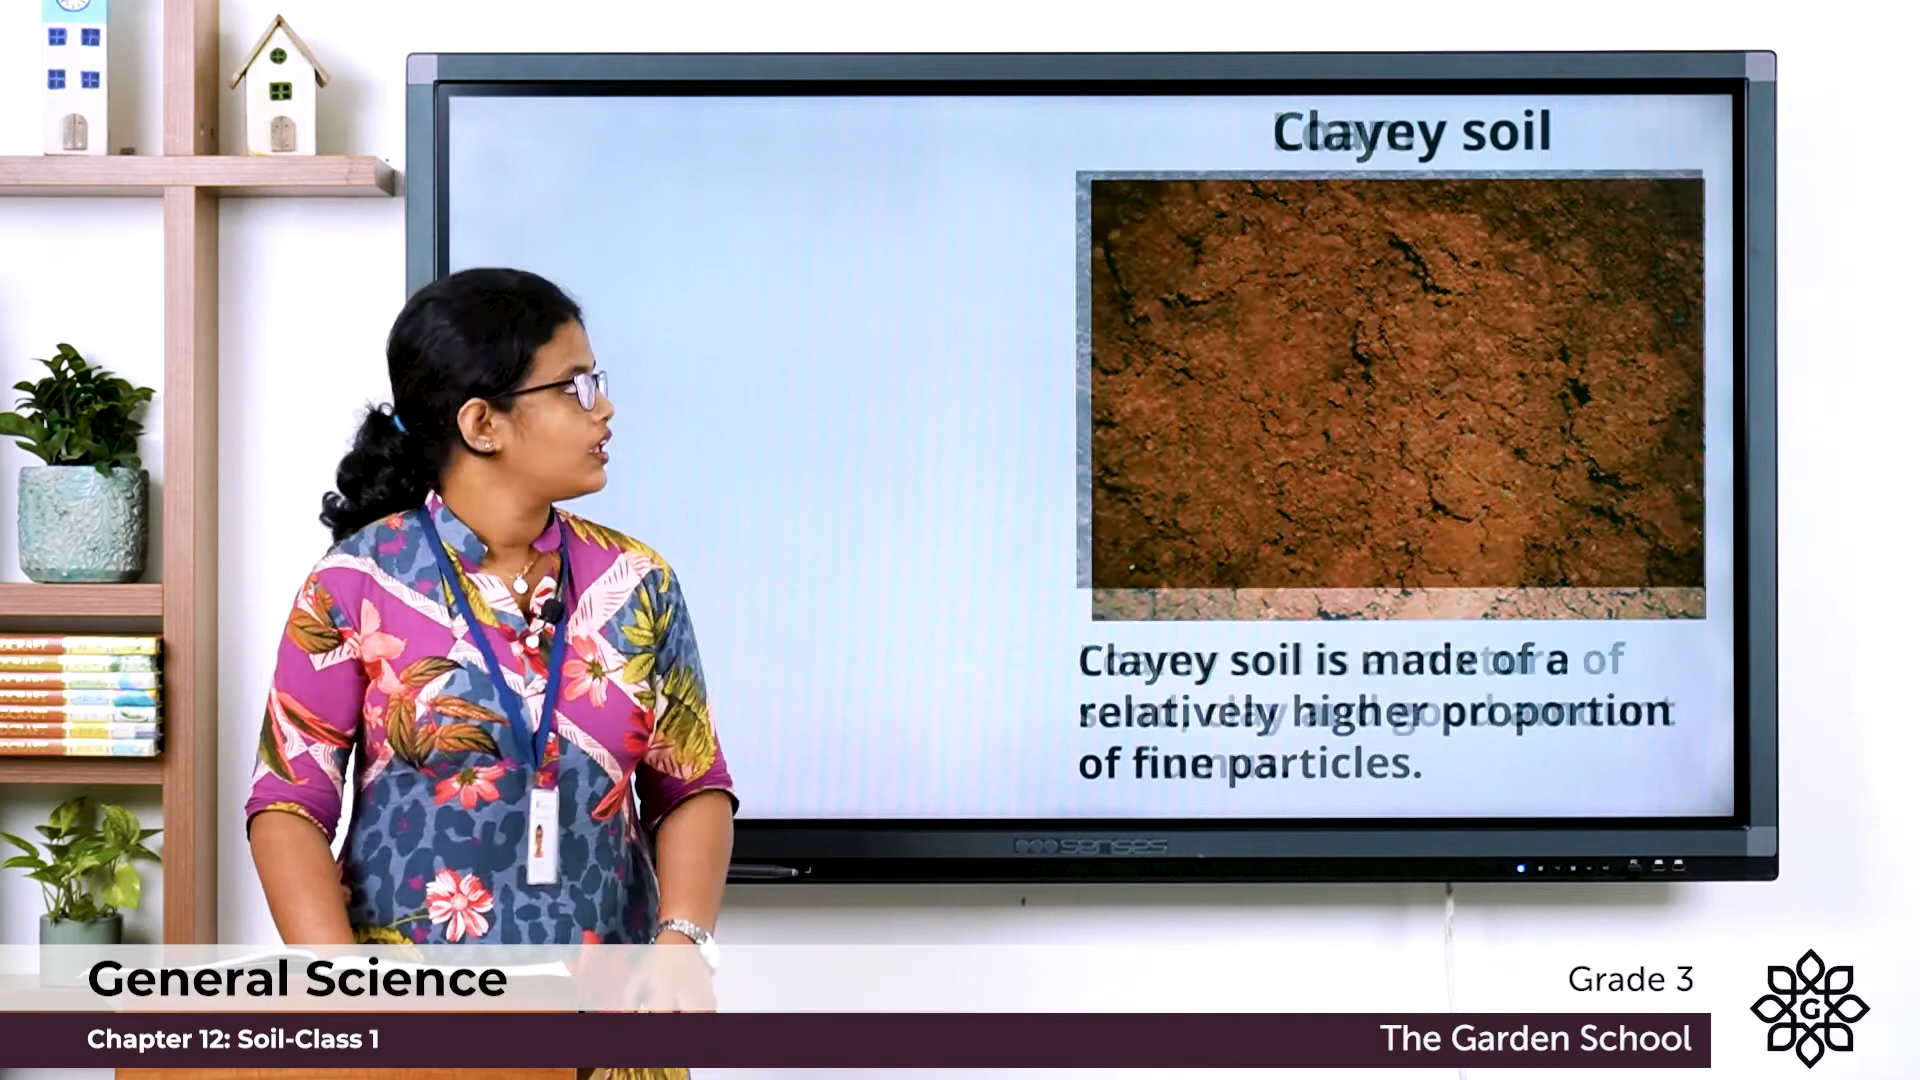 Clayey soil
Clayey soil is made of a
relatively higher proportion
of fine particles.
senses
General Science
Grade 3
Chapter 12: Soil-Class 1
The Garden School
G